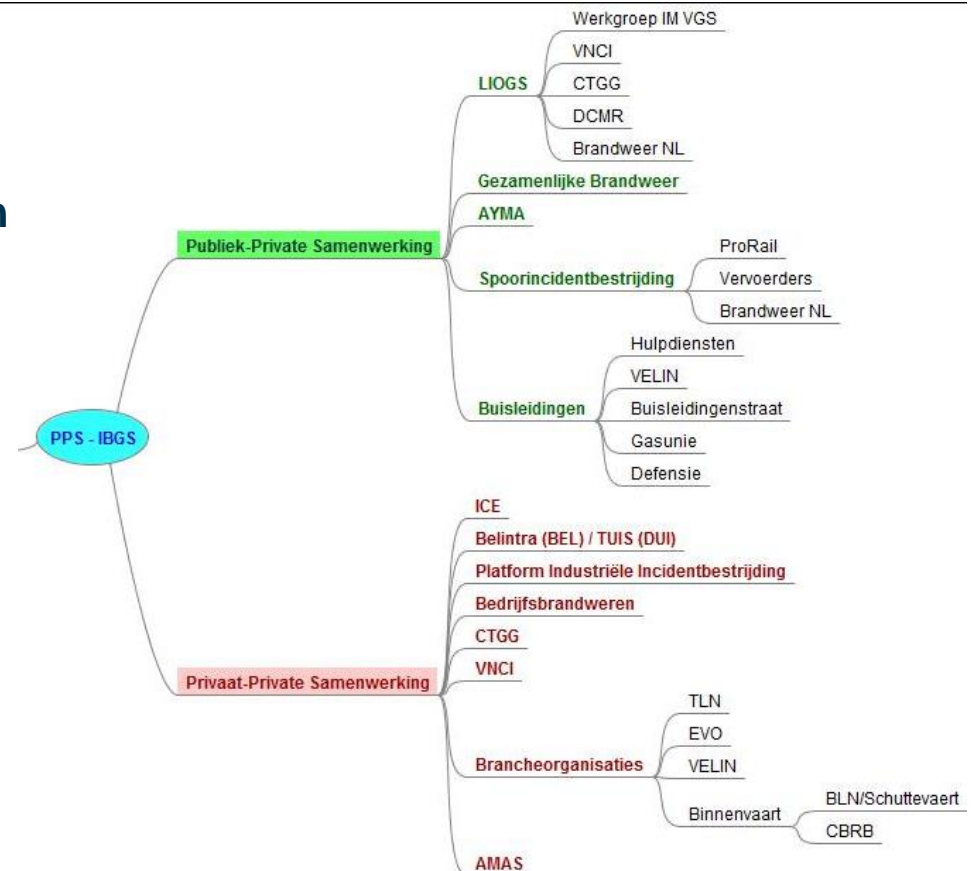 n
PPS - IBGS
Publiek-Private Samenwerking
LIOGS
Werkgroep IM VGS
VNCI
CTGG
DCMR
Brandweer NL
Gezamenlijke Brandweer
AYMA
Spoorincidentbestrijding
ProRail
Vervoerders
Brandweer NL
Buisleidingen
Hulpdiensten
VELIN
Buisleidingenstraat
Gasunie
Defensie
Privaat-Private Samenwerking
ICE
Belintra (BEL) / TUIS (DUI)
Platform Industriële Incidentbestrijding
Bedrijfsbrandweren
CTGG
VNCI
Brancheorganisaties
TLN
EVO
VELIN
Binnenvaart
BLN/Schuttevaert
CBRB
AMAS